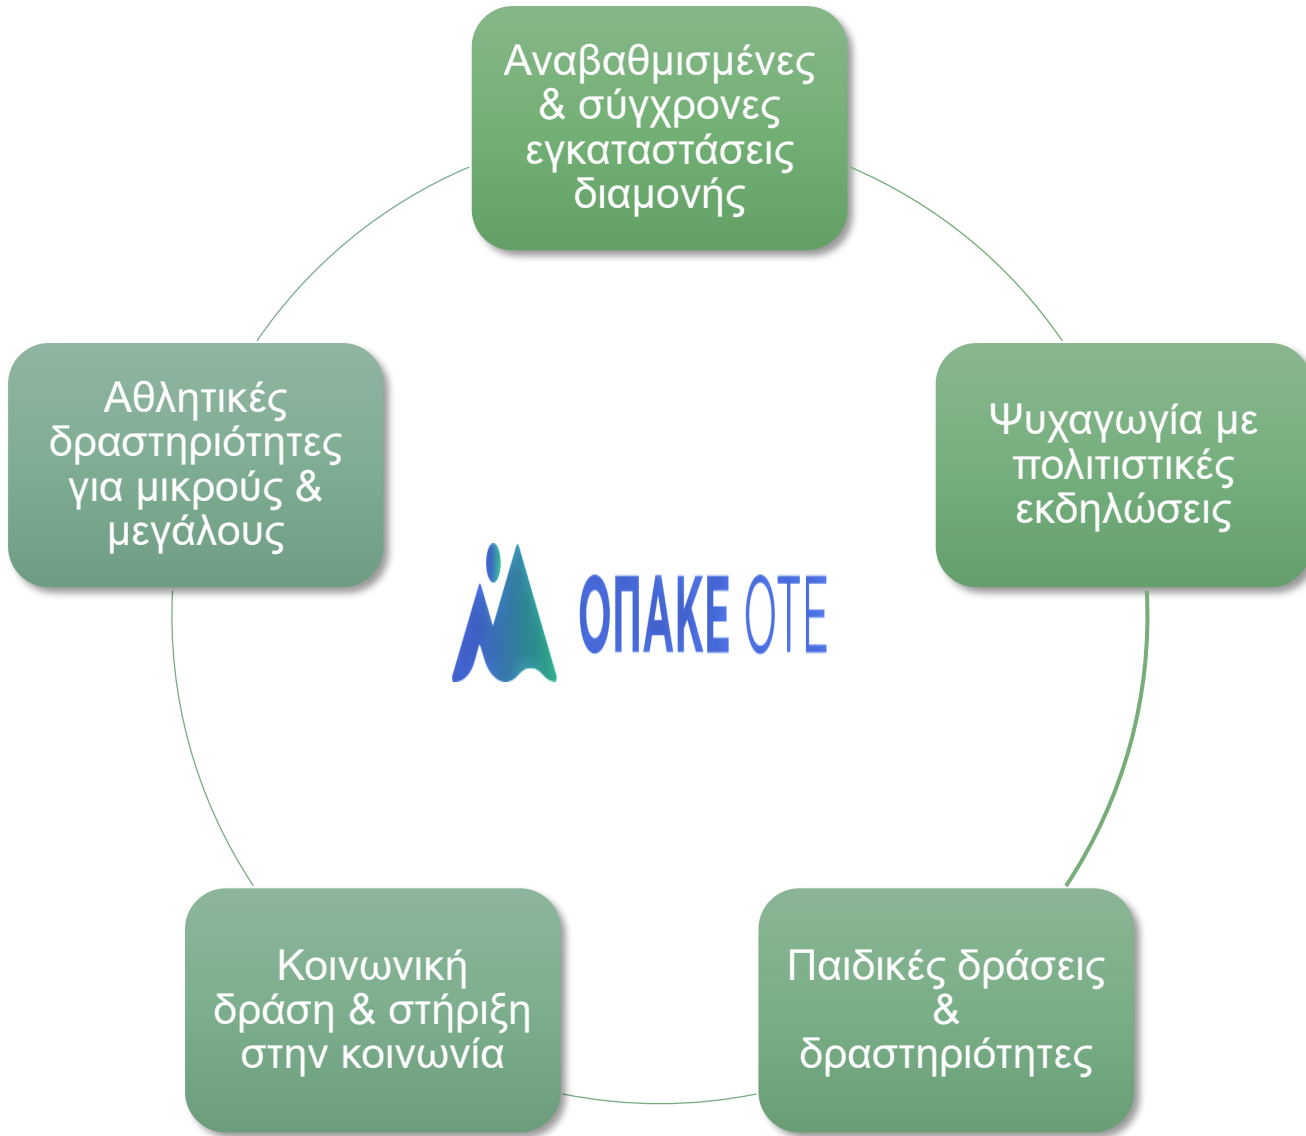 Αναβαθμισμένες
& σύγχρονες
εγκαταστάσεις
διαμονής
Ψυχαγωγία με
πολιτιστικές
εκδηλώσεις
Παιδικές δράσεις
&
δραστηριότητες
Κοινωνική
δράση & στήριξη
στην κοινωνία
Αθλητικές
δραστηριότητες
για μικρούς &
μεγάλους
ΟΠΑΚΕ ΟΤΕ